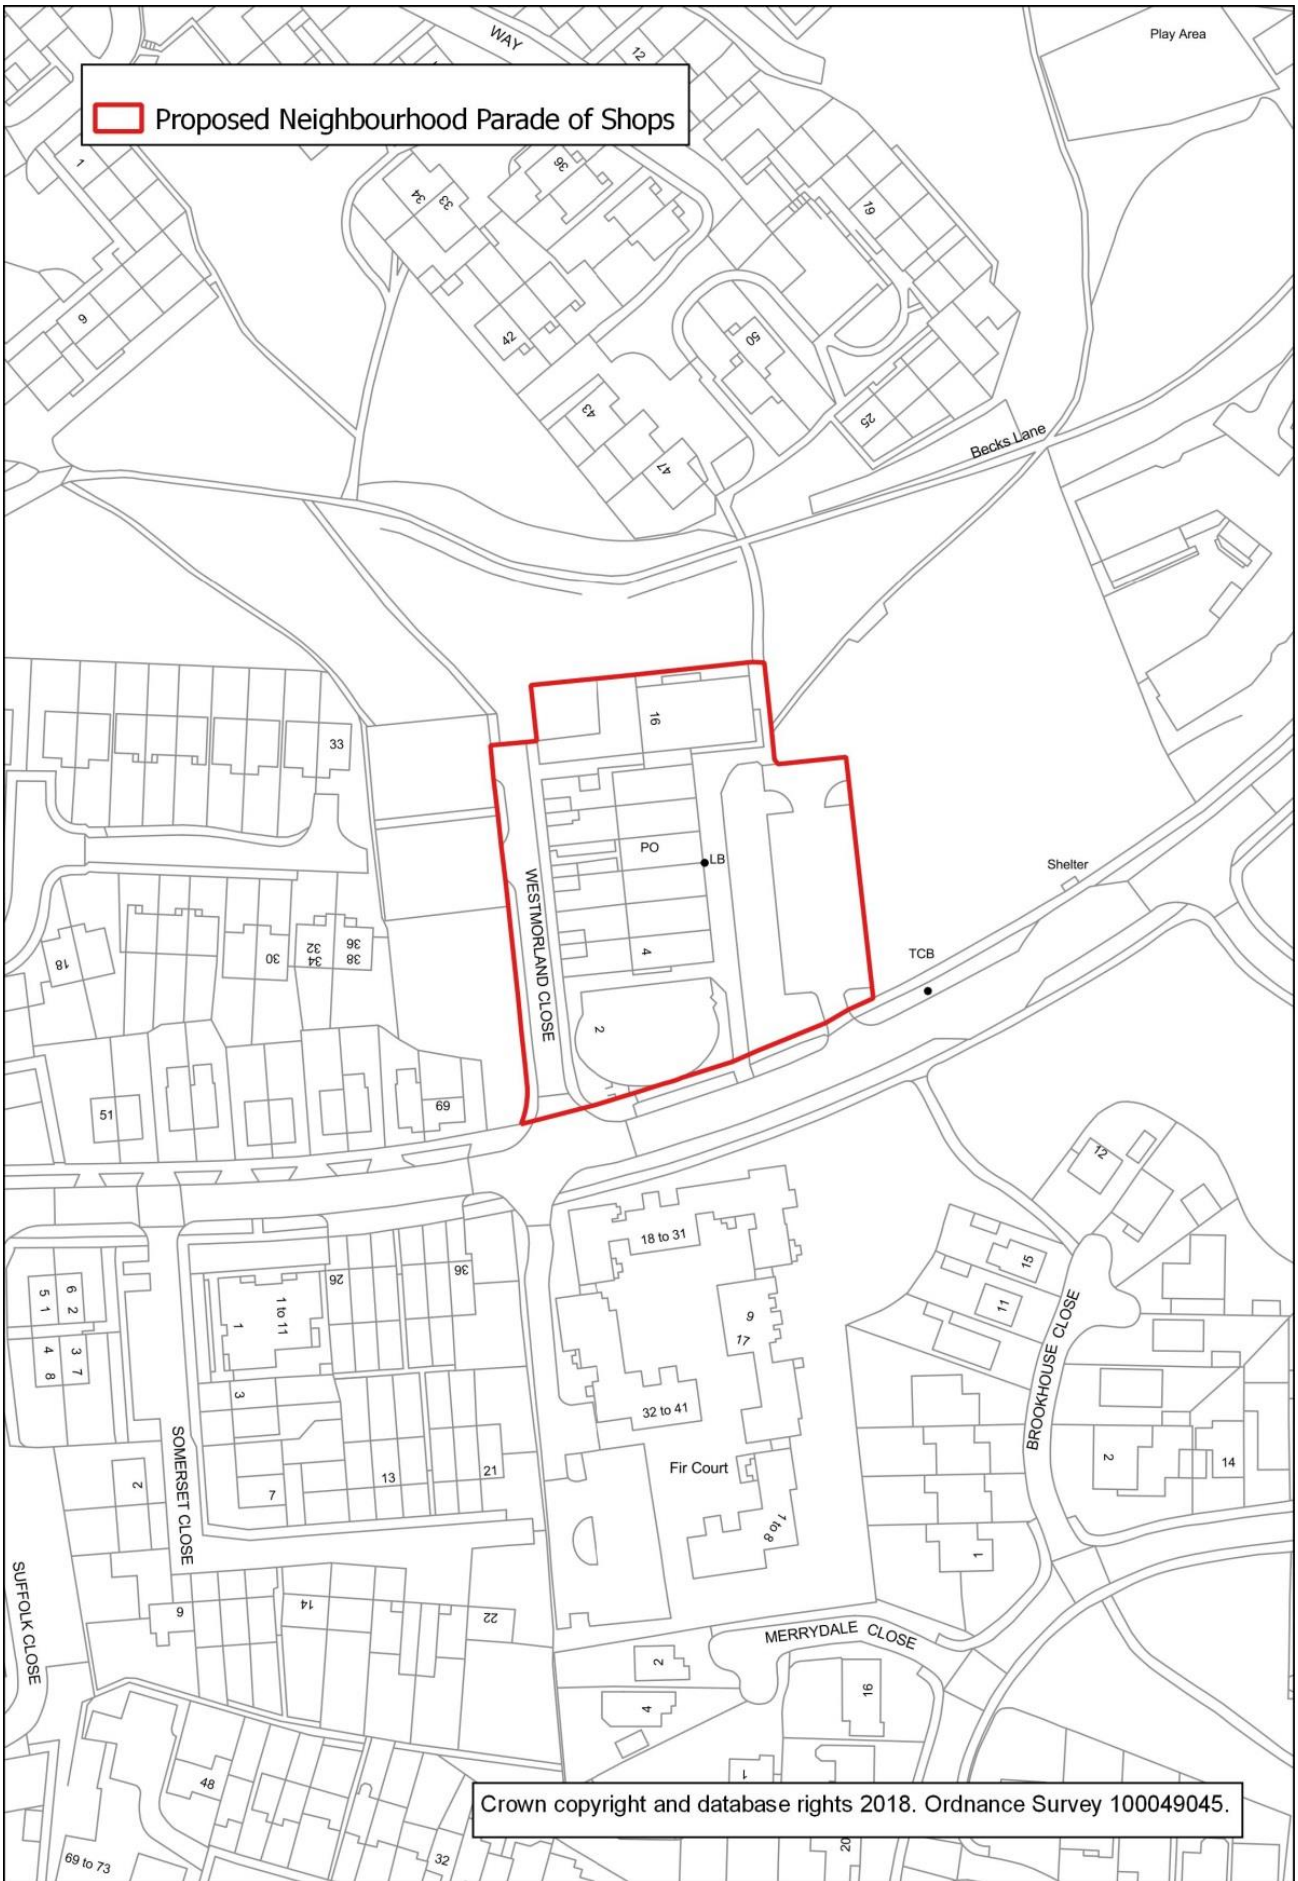 WAY
12
Play Area
Proposed Neighbourhood Parade of Shops
1
34
33
36
19
9
42
50
43
25
47
Becks Lane
16
33
PO
LB
Shelter
WESTMORLAND CLOSE
18
30
32
34
36
38
4
TCB
2
51
69
12
18 to 31
15
11
5
1
6
2
4
8
3
7
1
1 to 11
26
36
9
17
BROOKHOUSE CLOSE
3
32 to 41
SOMERSET CLOSE
2
7
13
21
Fir Court
1 to 8
2
14
1
SUFFOLK CLOSE
6
14
22
MERRYDALE CLOSE
2
4
16
48
1
Crown copyright and database rights 2018. Ordnance Survey 100049045.
69 to 73
32
20